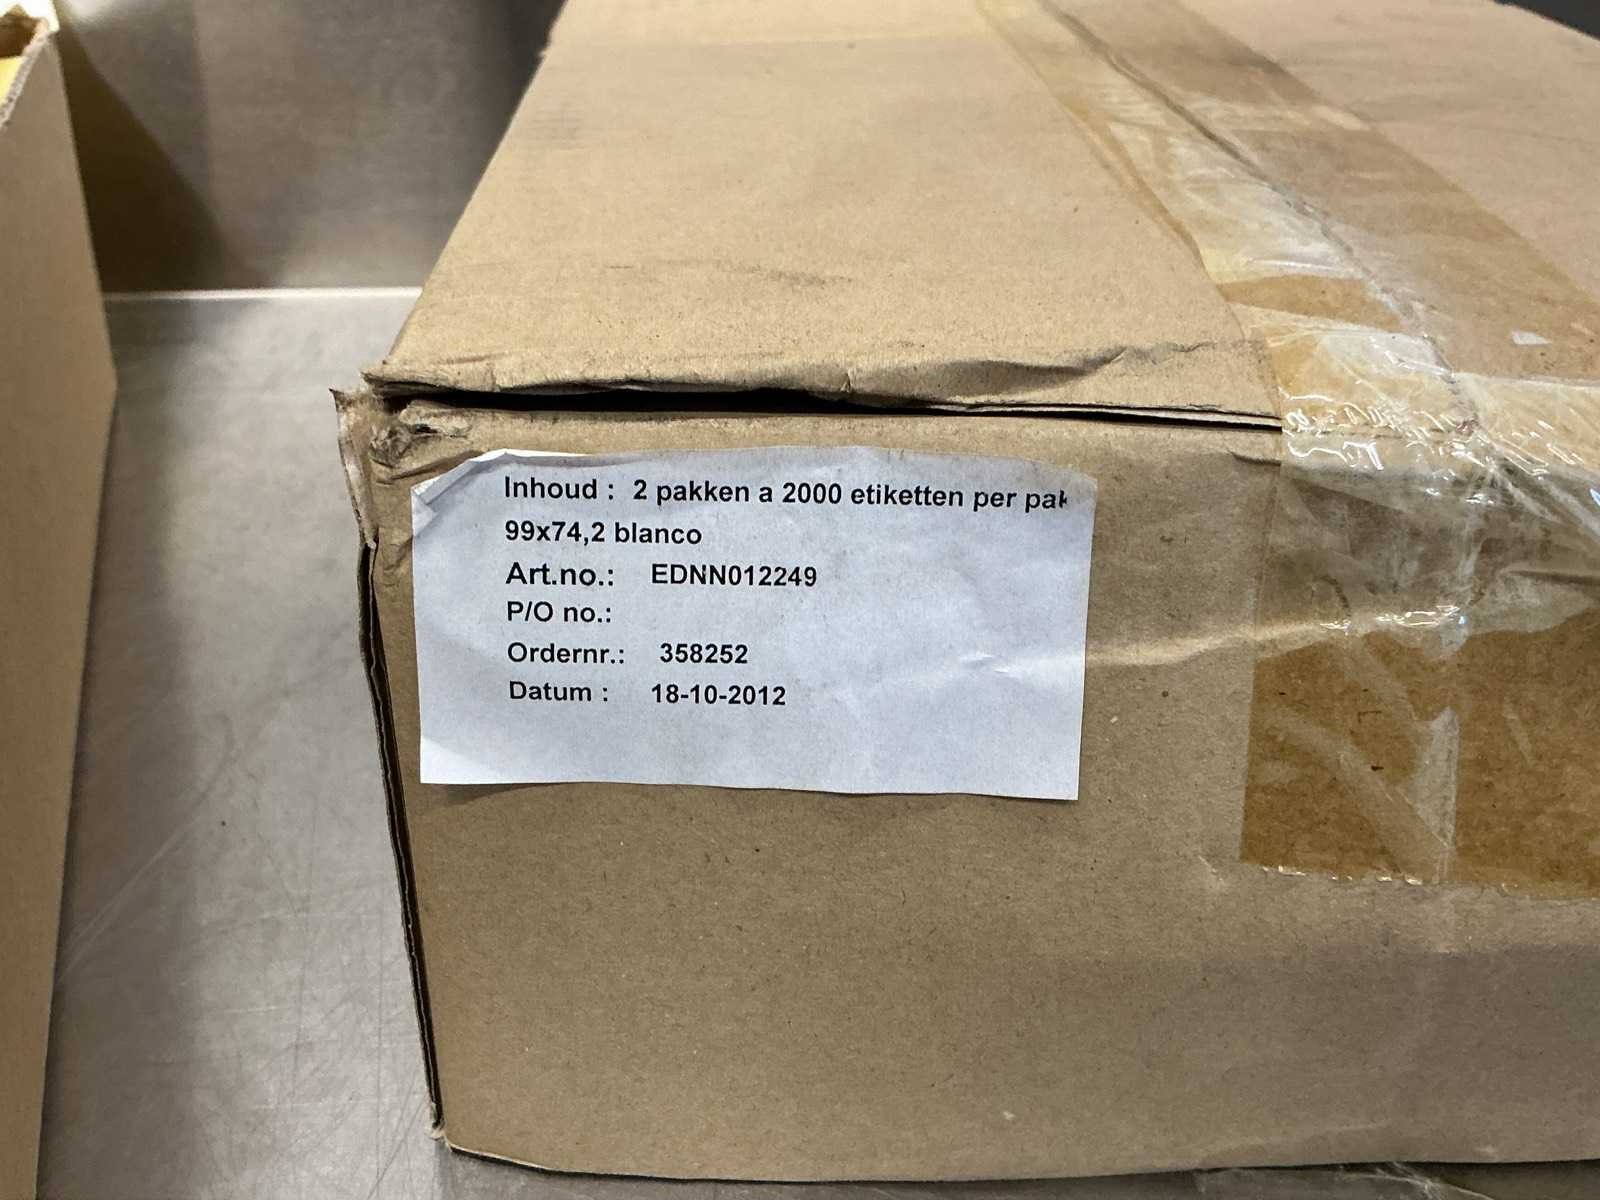 Inhoud : 2 pakken a 2000 etiketten per pak
99x74,2 blanco
Art.no.: EDNN012249
P/O no.:
Ordernr.: 358252
Datum : 18-10-2012